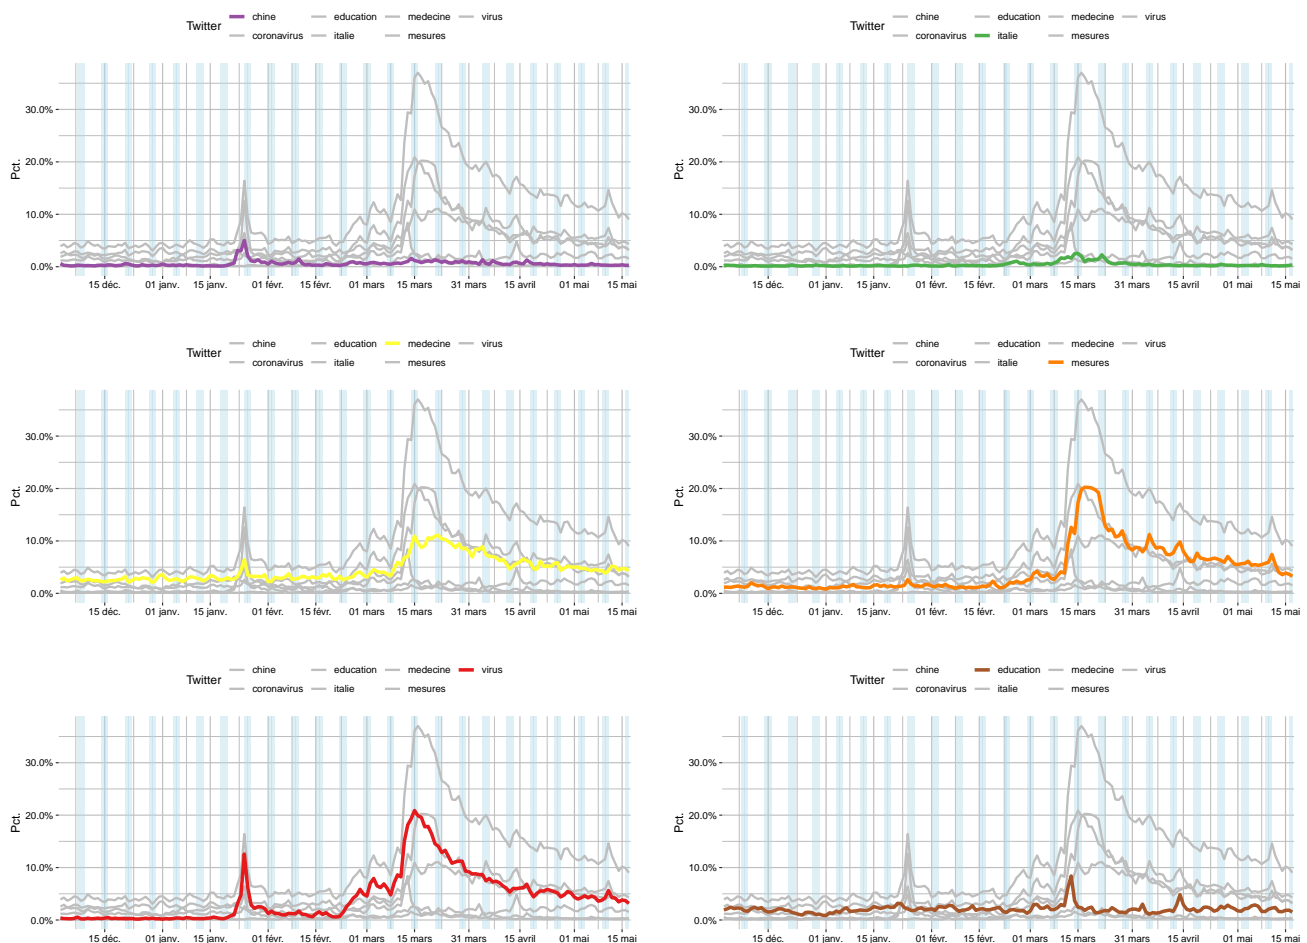 Twitter chine education medecine virus
coronavirus italie mesures
Pct.
30.0%
20.0%
10.0%
0.0%
15 déc. 01 janv. 15 janv. 01 févr. 15 févr. 01 mars 15 mars 31 mars 15 avril 01 mai 15 mai
Twitter chine education medecine virus
coronavirus italie mesures
Pct.
30.0%
20.0%
10.0%
0.0%
15 déc. 01 janv. 15 janv. 01 févr. 15 févr. 01 mars 15 mars 31 mars 15 avril 01 mai 15 mai
Twitter chine education medecine virus
coronavirus italie mesures
Pct.
30.0%
20.0%
10.0%
0.0%
15 déc. 01 janv. 15 janv. 01 févr. 15 févr. 01 mars 15 mars 31 mars 15 avril 01 mai 15 mai
Twitter chine education medecine virus
coronavirus italie mesures
Pct.
30.0%
20.0%
10.0%
0.0%
15 déc. 01 janv. 15 janv. 01 févr. 15 févr. 01 mars 15 mars 31 mars 15 avril 01 mai 15 mai
Twitter chine education medecine virus
coronavirus italie mesures
Pct.
30.0%
20.0%
10.0%
0.0%
15 déc. 01 janv. 15 janv. 01 févr. 15 févr. 01 mars 15 mars 31 mars 15 avril 01 mai 15 mai
Twitter chine education medecine virus
coronavirus italie mesures
Pct.
30.0%
20.0%
10.0%
0.0%
15 déc. 01 janv. 15 janv. 01 févr. 15 févr. 01 mars 15 mars 31 mars 15 avril 01 mai 15 mai